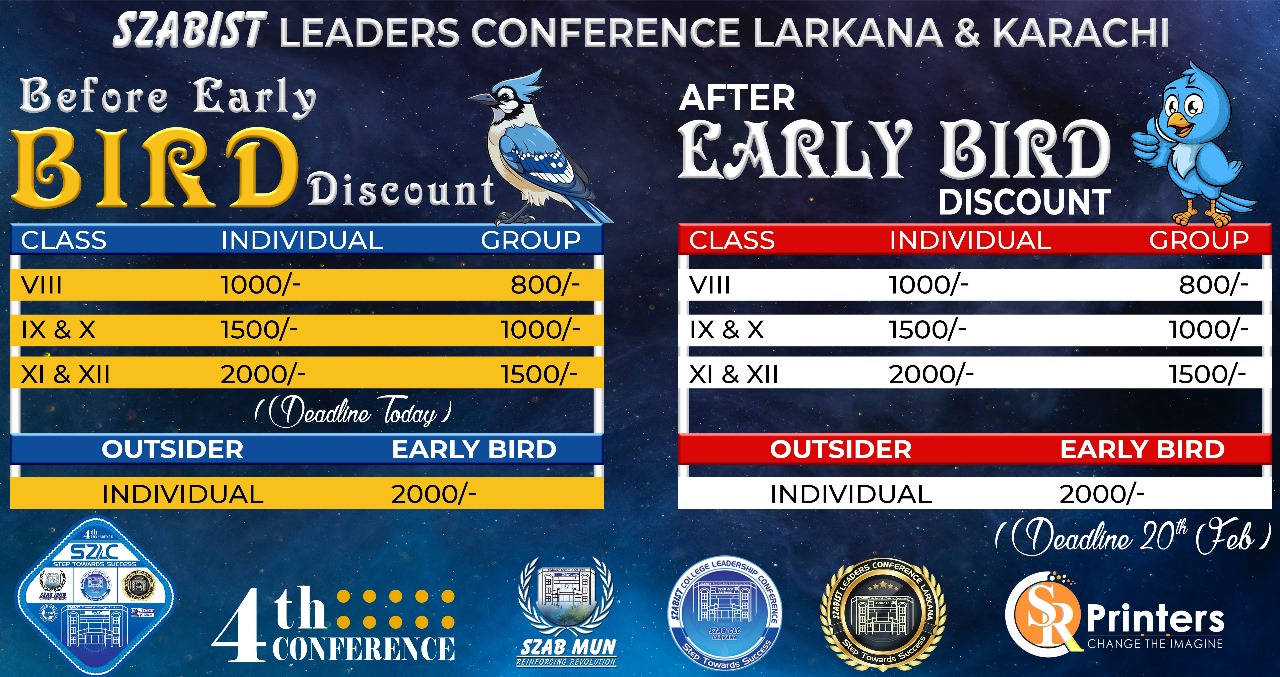 SZABIST LEADERS CONFERENCE LARKANA & KARACHI
Before Early
BIRD Discount
CLASS INDIVIDUAL GROUP
VIII 1000/- 800/-
IX & X 1500/- 1000/-
XI & XII 2000/- 1500/-
((Deadline Today)
OUTSIDER EARLY BIRD
INDIVIDUAL 2000/-
AFTER
EARLY BIRD
DISCOUNT
CLASS INDIVIDUAL GROUP
VIII 1000/- 800/-
IX & X 1500/- 1000/-
XI & XII 2000/- 1500/-
OUTSIDER EARLY BIRD
INDIVIDUAL 2000/-
((Deadline 20th Feb)
4th
SZLC
STEP TOWARDS SUCCESS
4th
CONFERENCE
SZAB MUN
REINFORCING REVOLUTION
SZABIST COLLEGE LEADERSHIP CONFERENCE
SZAB CLC
LARKANA
Step Towards Success
SZABIST LEADERS CONFERENCE LARKANA
Step Towards Success
SR Printers
CHANGE THE IMAGINE